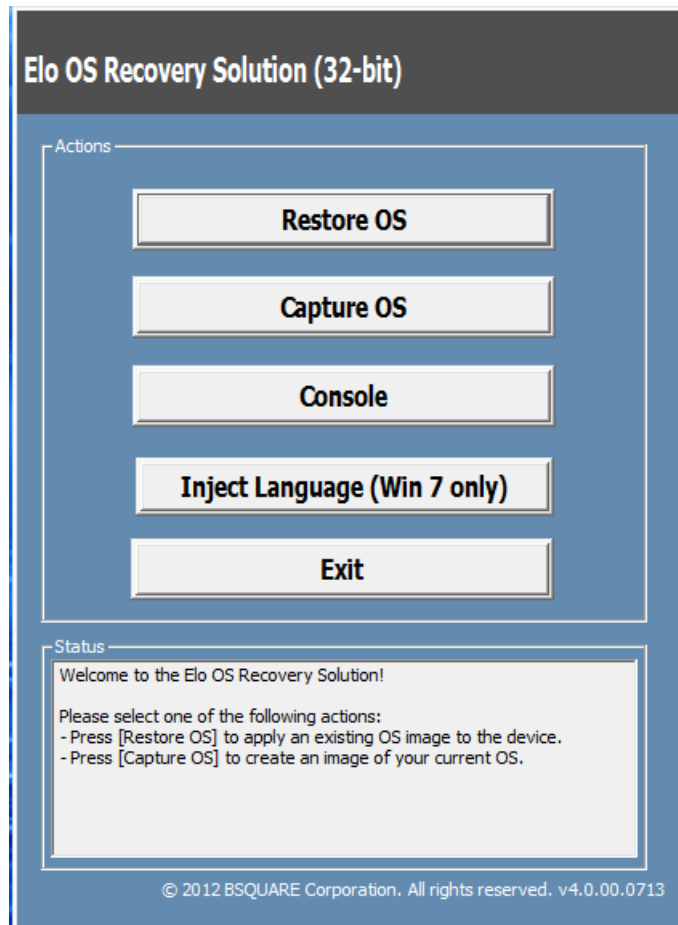 Elo OS Recovery Solution (32-bit)
Actions
Restore OS
Capture OS
Console
Inject Language (Win 7 only)
Exit
Status
Welcome to the Elo OS Recovery Solution!
Please select one of the following actions:
- Press [Restore OS] to apply an existing OS image to the device.
- Press [Capture OS] to create an image of your current OS.
© 2012 BSQUARE Corporation. All rights reserved. v4.0.00.0713